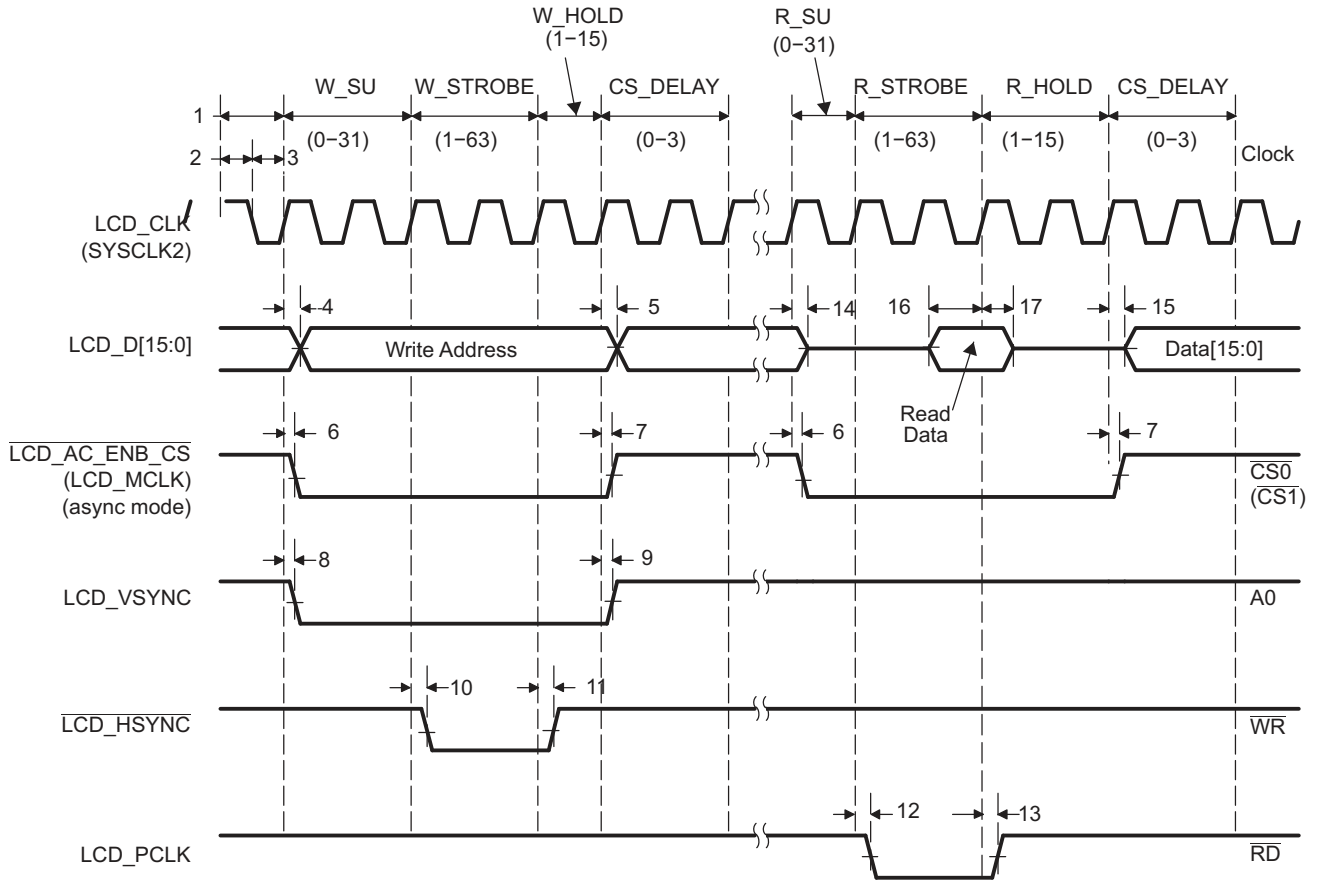 W_HOLD
(1−15)
R_SU
(0−31)
W_SU
W_STROBE
CS_DELAY
R_STROBE
R_HOLD
CS_DELAY
1
(0−31)
(1−63)
(0−3)
(1−63)
(1−15)
(0−3)
Clock
2
3
LCD_CLK
(SYSCLK2)
4
5
14
16
17
15
LCD_D[15:0]
Write Address
Data[15:0]
Read
Data
6
7
6
7
LCD_AC_ENB_CS
(LCD_MCLK)
(async mode)
CS0
(CS1)
8
9
LCD_VSYNC
A0
10
11
LCD_HSYNC
WR
12
13
LCD_PCLK
RD